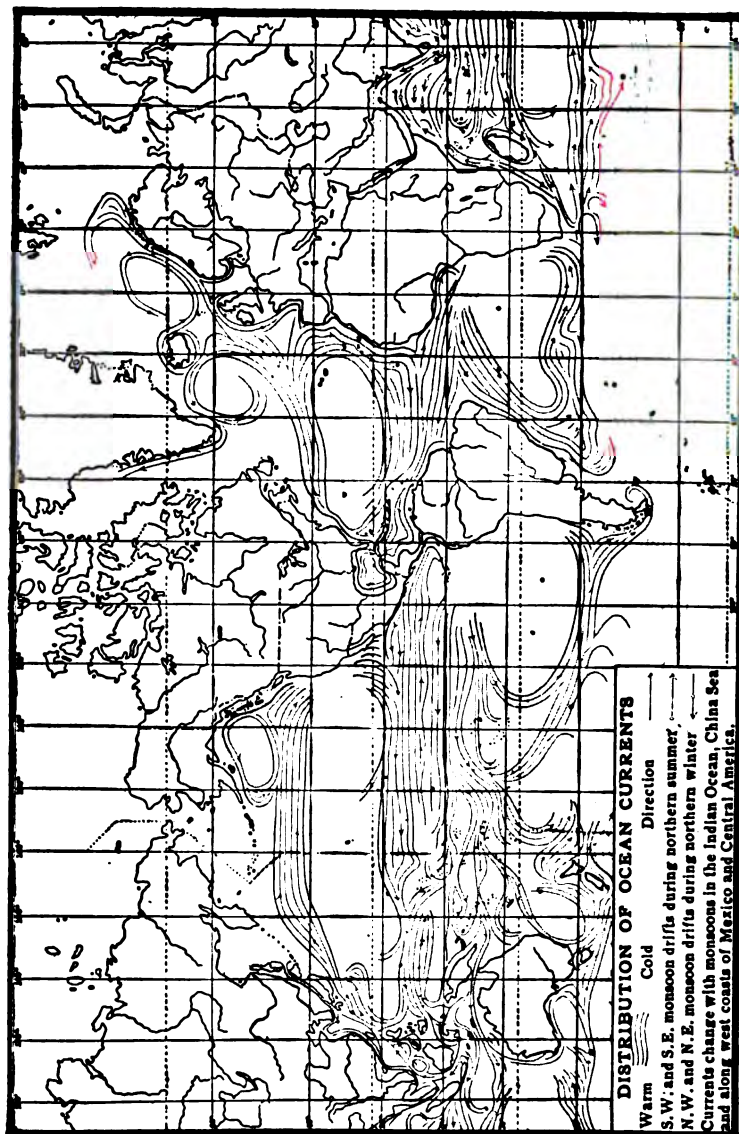 DISTRIBUTION OF OCEAN CURRENTS
Warm Cold Direction
S.W. and S.E. monsoon drifts during northern summer,
N.W. and N.E. monsoon drifts during northern winter
Currents change with monsoons in the Indian Ocean, China Sea
and along west coasts of Mexico and Central America.